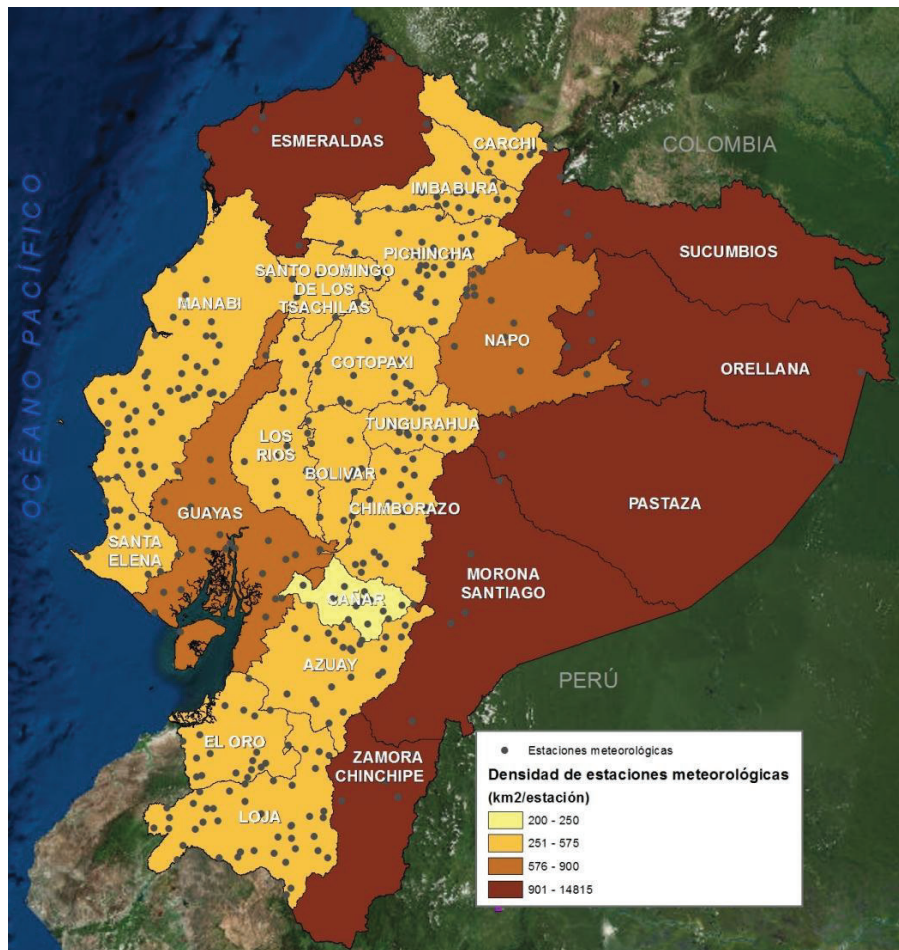 ESMERALDAS
CARCHI
COLOMBIA
IMBABURA
OCÉANO PACÍFICO
PICHINCHA
SUCUMBIOS
SANTO DOMINGO
DE LOS
TSACHILAS
MANABI
NAPO
COTOPAXI
ORELLANA
TUNGURAHUA
LOS
RIOS
BOLIVAR
PASTAZA
GUAYAS
CHIMBORAZO
SANTA
ELENA
MORONA
SANTIAGO
CAÑAR
AZUAY
PERÚ
EL ORO
ZAMORA
CHINCHIPE
LOJA
Estaciones meteorológicas
Densidad de estaciones meteorológicas
(km2/estación)
200 - 250
251 - 575
576 - 900
901 - 14815